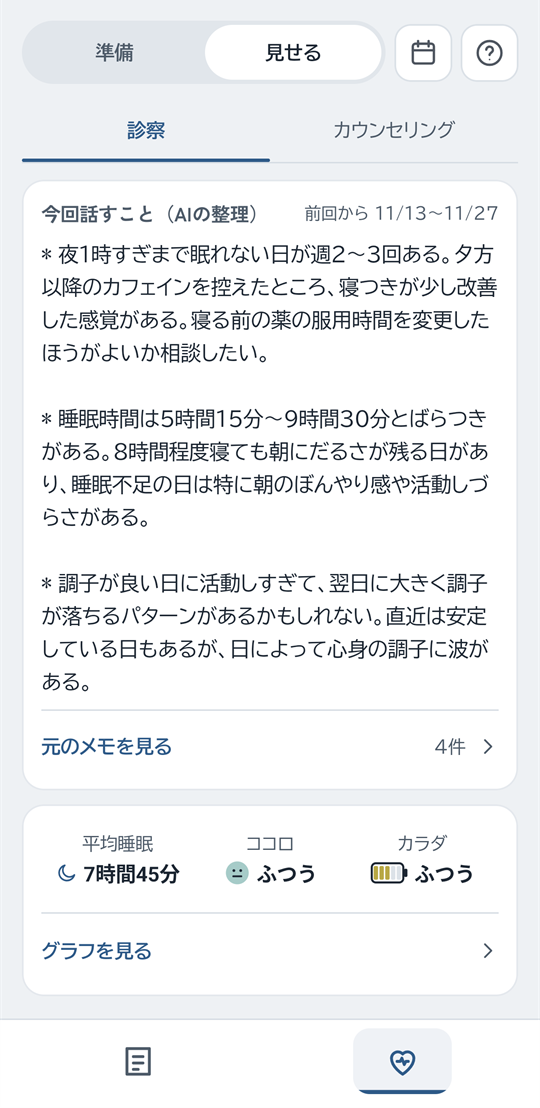 準備
見せる
診察
カウンセリング
今回話すこと（AIの整理）
前回から 11/13～11/27
* 夜1時すぎまで眠れない日が週2～3回ある。夕方
以降のカフェインを控えたところ、寝つきが少し改善
した感覚がある。寝る前の薬の服用時間を変更した
ほうがよいか相談したい。
* 睡眠時間は5時間15分～9時間30分とばらつき
がある。8時間程度寝ても朝にだるさが残る日があ
り、睡眠不足の日は特に朝のぼんやり感や活動しづ
らさがある。
* 調子が良い日に活動しすぎて、翌日に大きく調子
が落ちるパターンがあるかもしれない。直近は安定
している日もあるが、日によって心身の調子に波が
ある。
元のメモを見る
4件
平均睡眠
ココロ
カラダ
7時間45分
ふつう
ふつう
グラフを見る